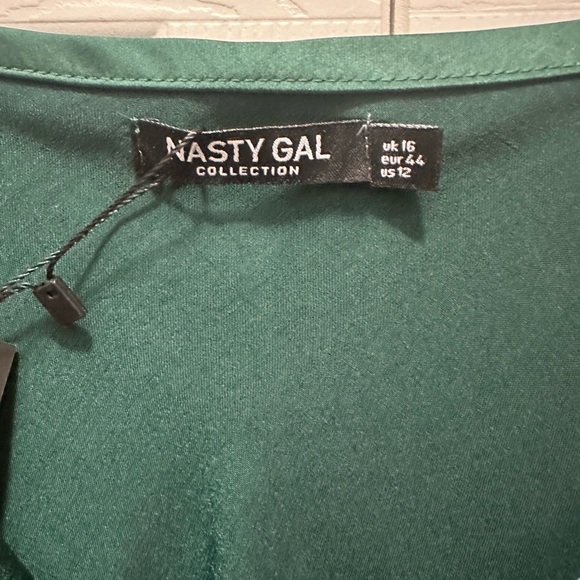 NASTY GAL
COLLECTION
uk 16
eur 44
us 12